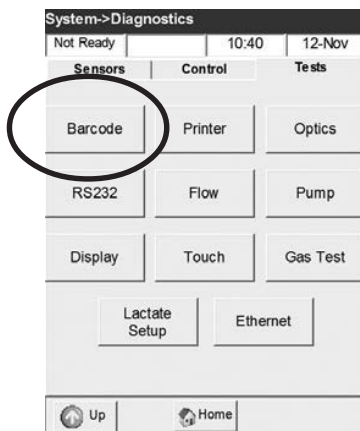 System->Diagnostics
Not Ready 10:40 12-Nov
Sensors Control Tests
Barcode Printer Optics
RS232 Flow Pump
Display Touch Gas Test
Lactate Setup Ethernet
Up Home